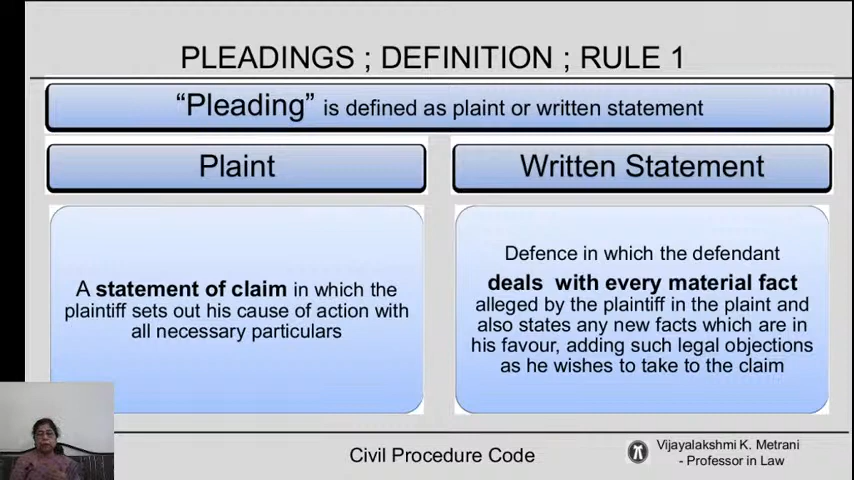 PLEADINGS ; DEFINITION ; RULE 1
“Pleading” is defined as plaint or written statement
Plaint
Written Statement
A statement of claim in which the
plaintiff sets out his cause of action with
all necessary particulars
Defence in which the defendant
deals with every material fact
alleged by the plaintiff in the plaint and
also states any new facts which are in
his favour, adding such legal objections
as he wishes to take to the claim
Civil Procedure Code
Vijayalakshmi K. Metrani
- Professor in Law